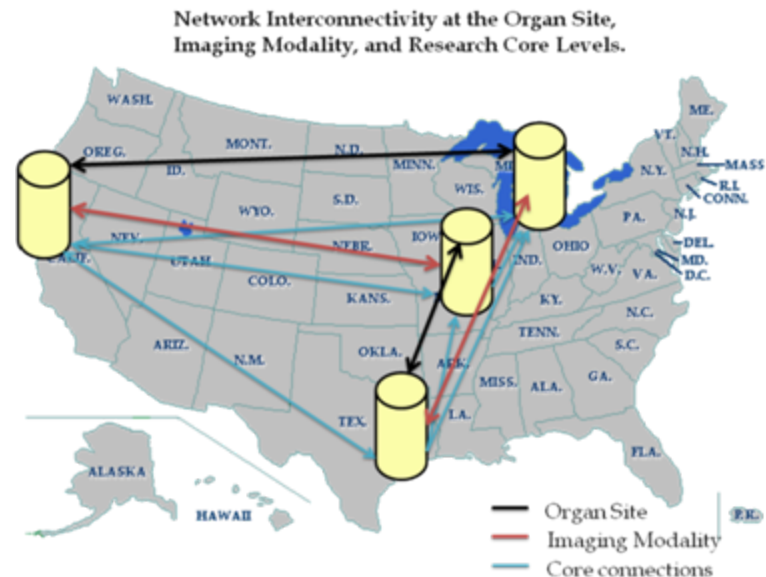 Network Interconnectivity at the Organ Site,
Imaging Modality, and Research Core Levels.
WASH.
ME.
VT.
OREG.
MONT.
N.D.
N.H.
MINN.
MASS
ID.
N.Y.
R.I.
WIS.
CONN.
S.D.
WYO.
PA.
N.J.
NEV.
IOW
DEL.
NEBR.
OHIO
UTAH
IND.
MD.
W.V.
VA.
D.C.
COLO.
KANS.
KY.
N.C.
TENN.
ARIZ.
OKLA.
S.C.
N.M.
ARK.
MISS.
ALA.
GA.
TEX.
LA.
FLA.
ALASKA
HAWAII
P.R.
Organ Site
Imaging Modality
Core connections